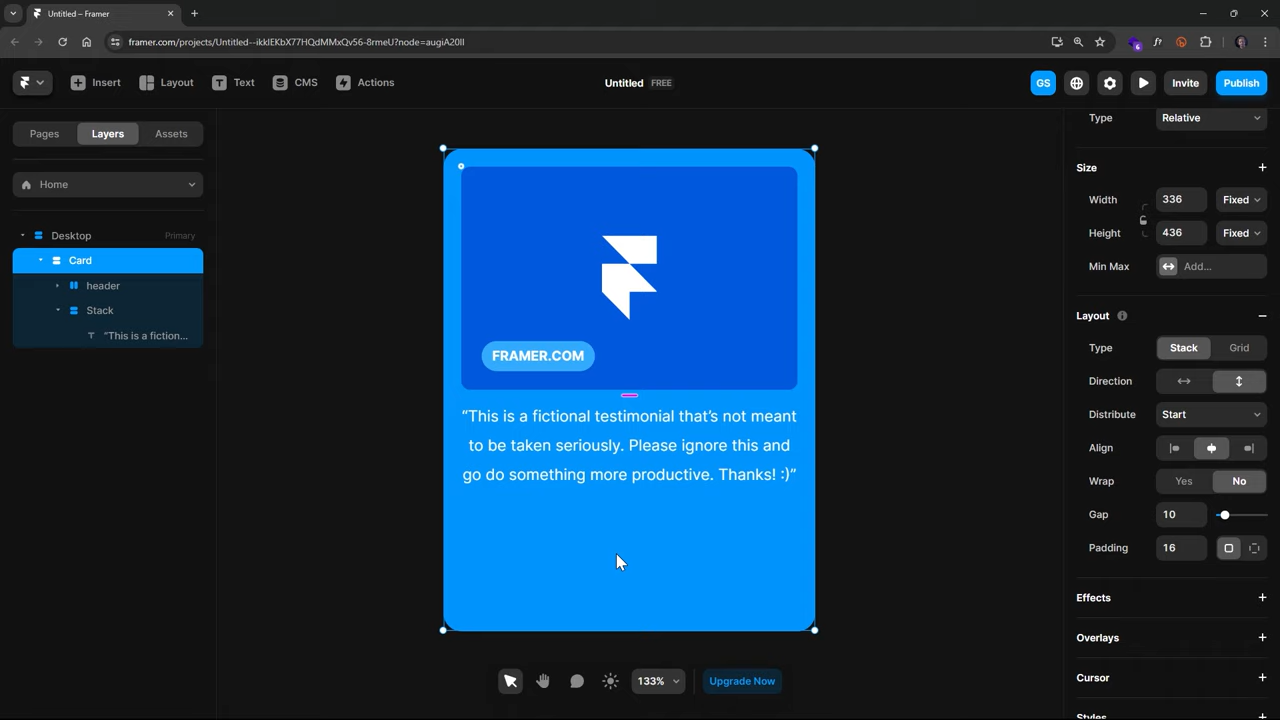 Untitled – Framer
framer.com/projects/Untitled--ikklEKbX77HQdMMxQv56-8rmeU?node=augiA20Il
6
Insert
Layout
Text
CMS
Actions
Untitled FREE
GS
Invite
Publish
Pages
Layers
Assets
Home
Desktop
Primary
Card
header
Stack
"This is a fiction...
FRAMER.COM
“This is a fictional testimonial that’s not meant
to be taken seriously. Please ignore this and
go do something more productive. Thanks! :)”
133%
Upgrade Now
Type Relative
Size
Width 336 Fixed
Height 436 Fixed
Min Max Add...
Layout
Type Stack Grid
Direction
Distribute Start
Align
Wrap Yes No
Gap 10
Padding 16
Effects
Overlays
Cursor
Styles